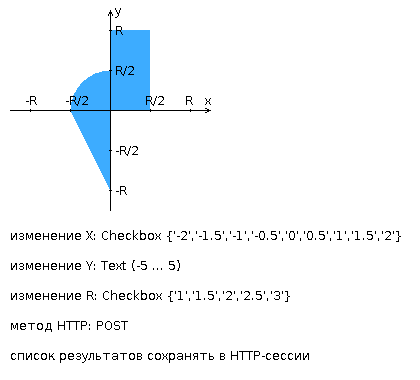 y
R
R/2
-R -R/2 R/2 R x
-R/2
-R
изменение X: Checkbox {'-2','-1.5','-1','-0.5','0','0.5','1','1.5','2'}
изменение Y: Text (-5 ... 5)
изменение R: Checkbox {'1','1.5','2','2.5','3'}
метод HTTP: POST
список результатов сохранять в HTTP-сессии